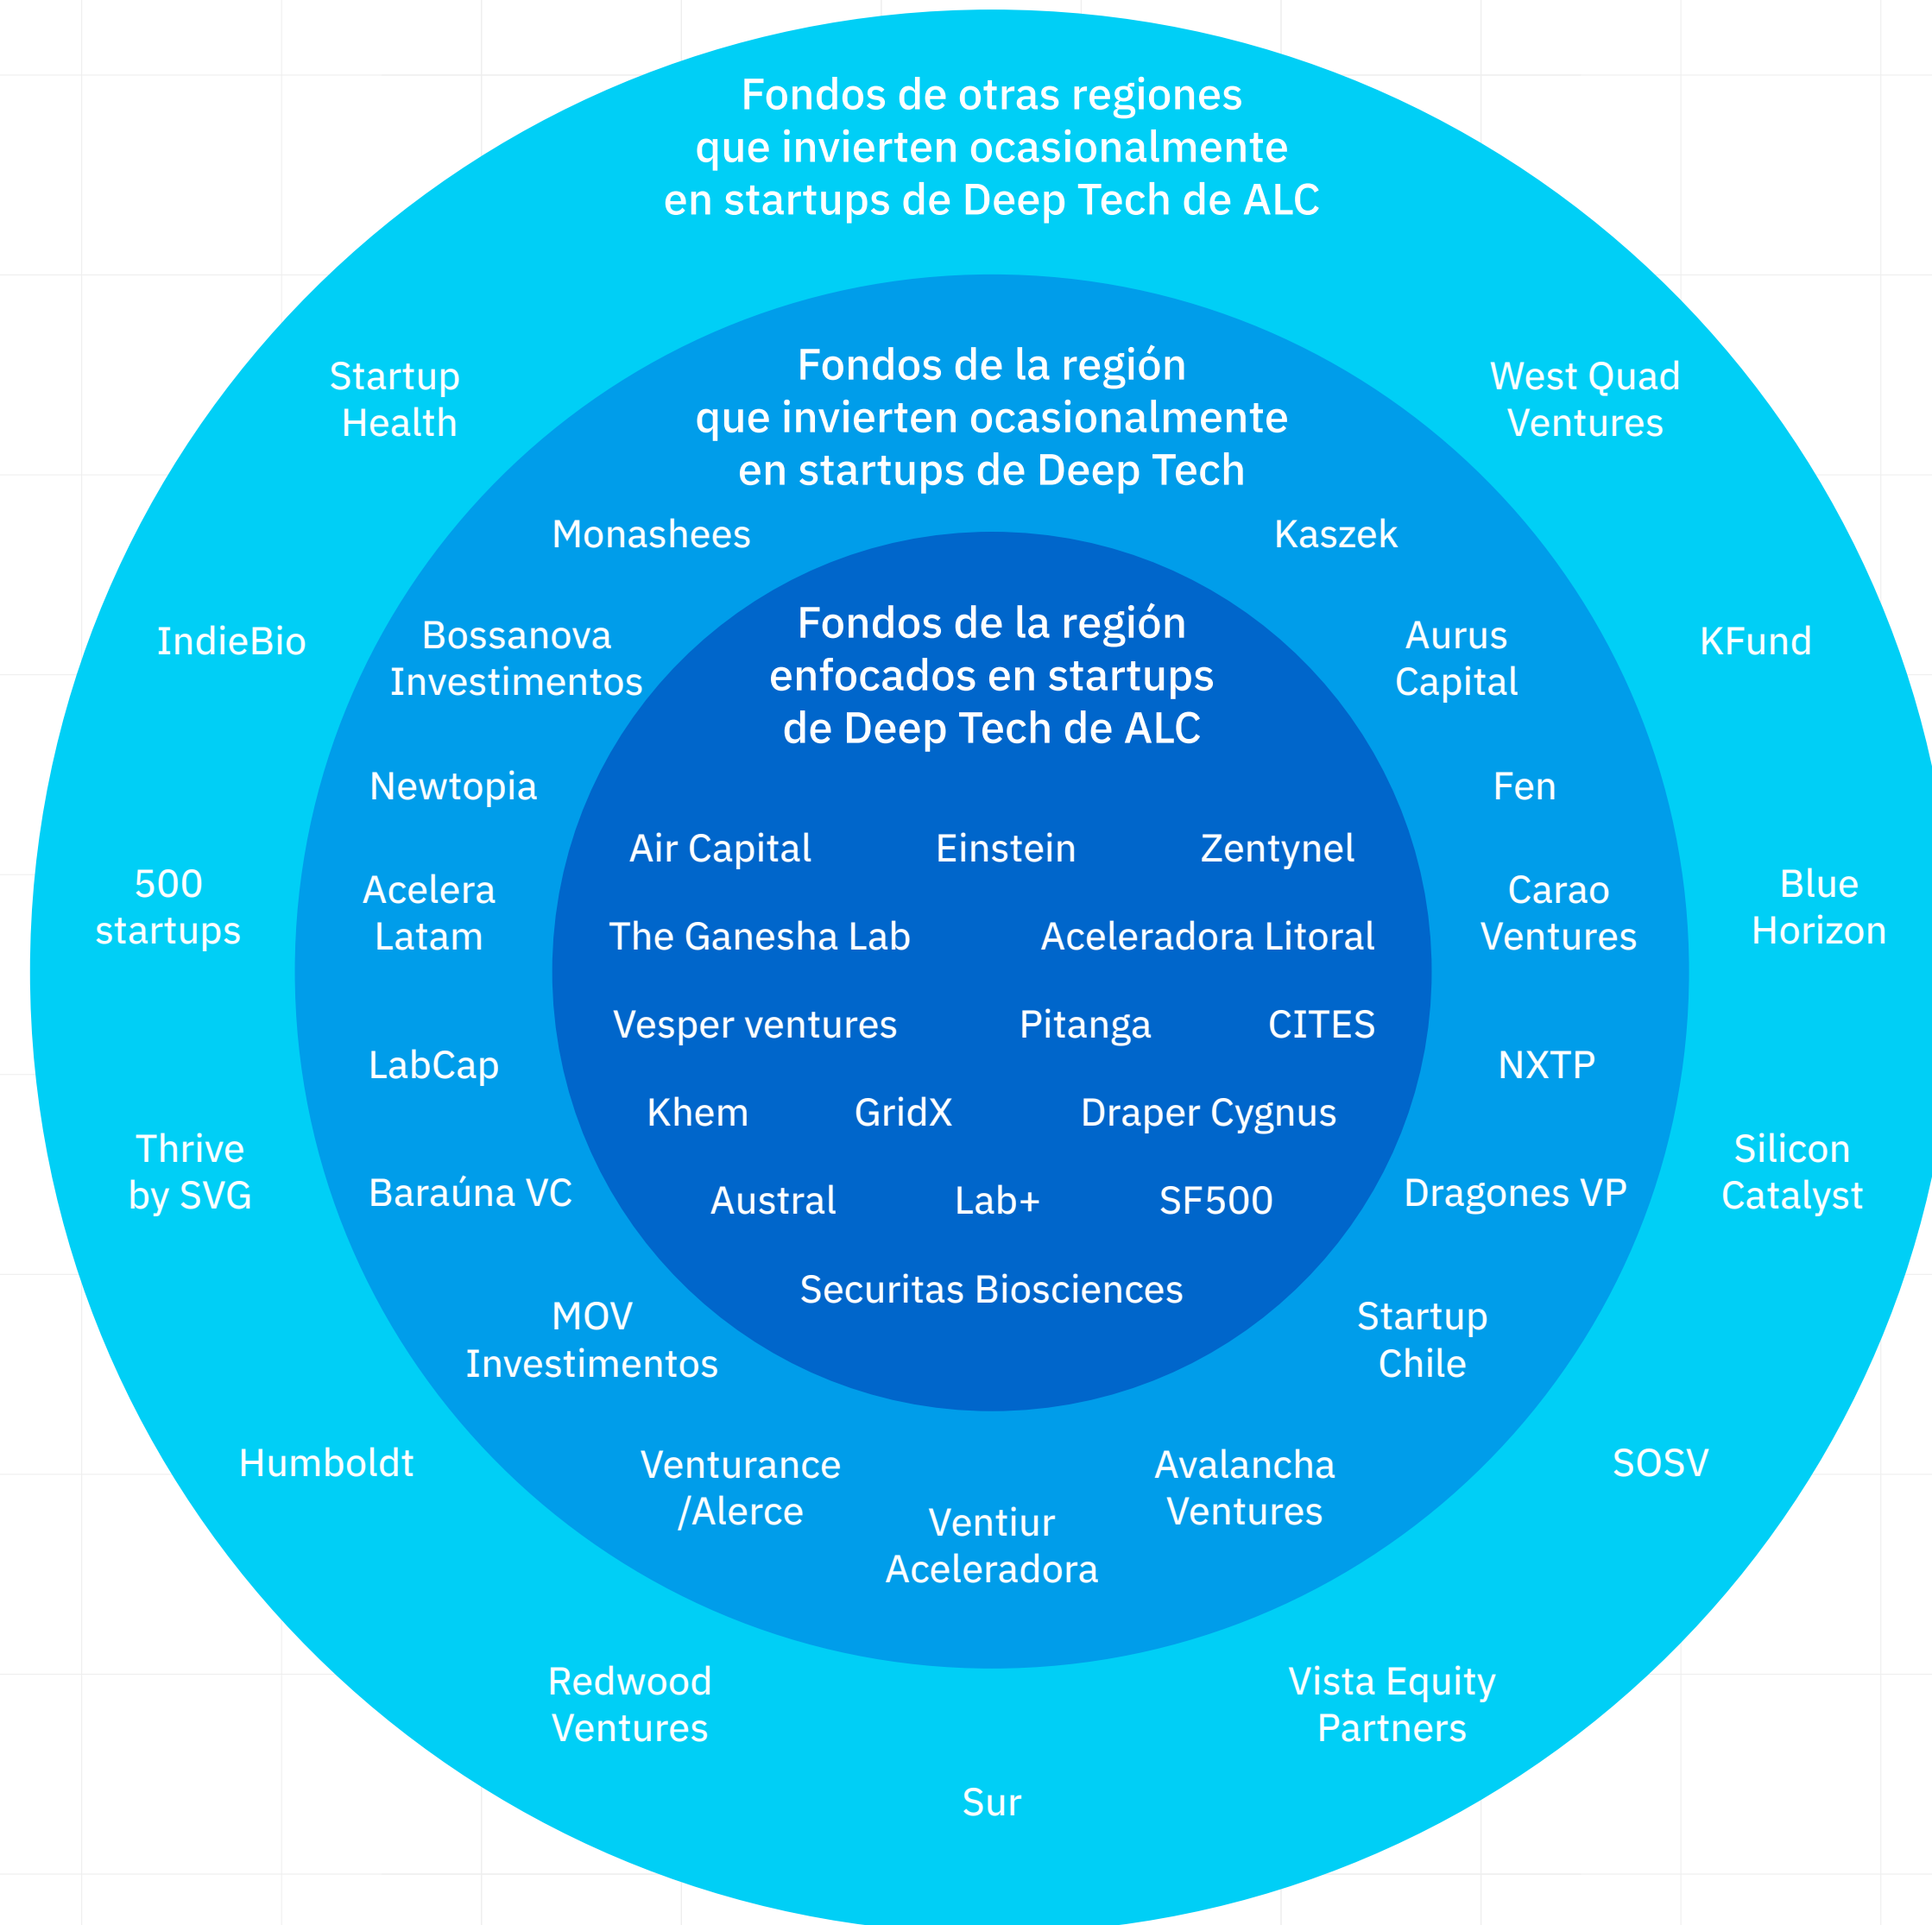 Fondos de otras regiones
que invierten ocasionalmente
en startups de Deep Tech de ALC
Startup
Health
West Quad
Ventures
IndieBio
KFund
500
startups
Blue
Horizon
Thrive
by SVG
Silicon
Catalyst
Humboldt
SOSV
Redwood
Ventures
Vista Equity
Partners
Sur
Fondos de la región
que invierten ocasionalmente
en startups de Deep Tech
Monashees
Kaszek
Bossanova
Investimentos
Aurus
Capital
Newtopia
Fen
Acelera
Latam
Carao
Ventures
LabCap
NXTP
Baraúna VC
Dragones VP
MOV
Investimentos
Startup
Chile
Venturance
/Alerce
Avalancha
Ventures
Ventiur
Aceleradora
Fondos de la región
enfocados en startups
de Deep Tech de ALC
Air Capital Einstein Zentynel
The Ganesha Lab Aceleradora Litoral
Vesper ventures Pitanga CITES
Khem GridX Draper Cygnus
Austral Lab+ SF500
Securitas Biosciences